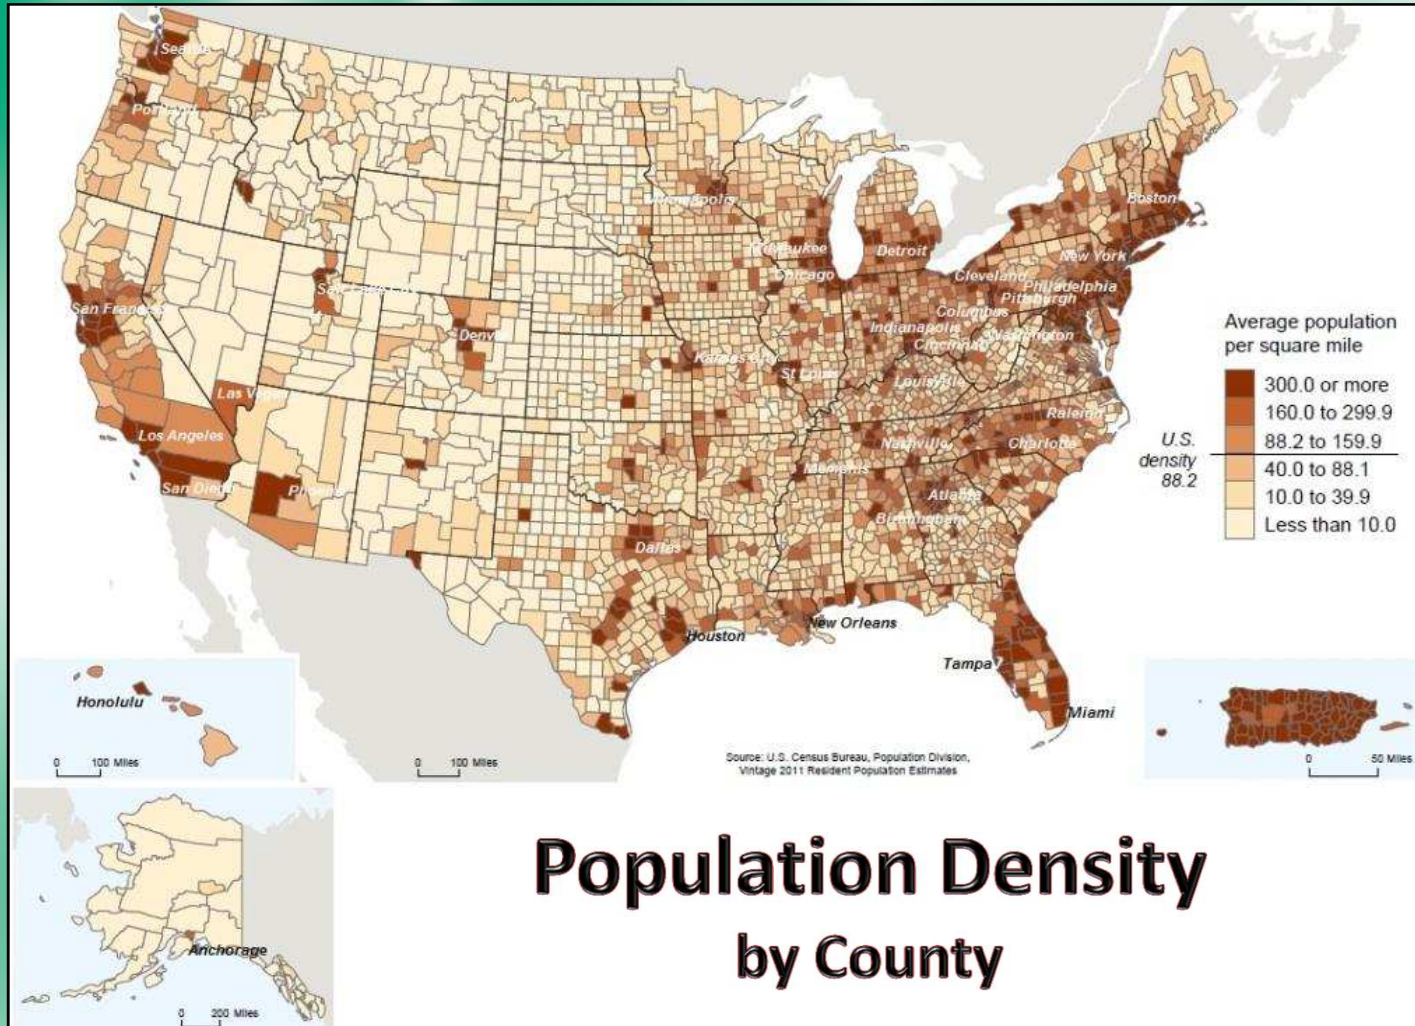 Seattle
Portland
Minneapolis
Boston
Milwaukee
Detroit
New York
Chicago
Cleveland
Philadelphia
Pittsburgh
San Francisco
Salt Lake City
Denver
Columbus
Indianapolis
Washington
Cincinnati
Kansas City
St Louis
Louisville
Las Vegas
Raleigh
Los Angeles
Nashville
Charlotte
Memphis
San Diego
Phoenix
Atlanta
Birmingham
Dallas
Houston
New Orleans
Tampa
Miami
Average population
per square mile
300.0 or more
160.0 to 299.9
88.2 to 159.9
40.0 to 88.1
10.0 to 39.9
Less than 10.0
U.S.
density
88.2
Honolulu
0 100 Miles
0 100 Miles
Source: U.S. Census Bureau, Population Division,
Vintage 2011 Resident Population Estimates
0 50 Miles
Anchorage
0 200 Miles
Population Density
by County